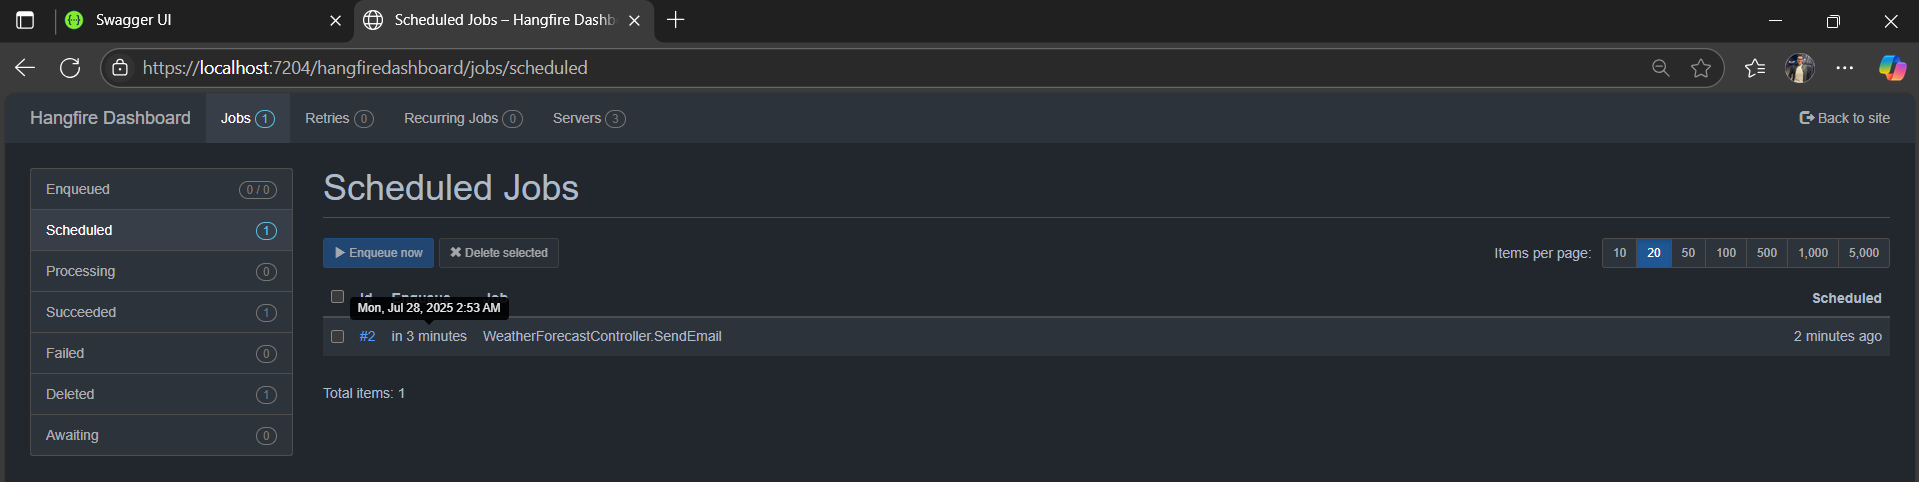 Swagger UI
Scheduled Jobs – Hangfire Dashb
https://localhost:7204/hangfiredashboard/jobs/scheduled
Hangfire Dashboard Jobs 1 Retries 0 Recurring Jobs 0 Servers 3 Back to site
Enqueued 0 / 0
Scheduled 1
Processing 0
Succeeded 1
Failed 0
Deleted 1
Awaiting 0
Scheduled Jobs
Enqueue now Delete selected Items per page: 10 20 50 100 500 1,000 5,000
Id Enqueue Job Scheduled
Mon, Jul 28, 2025 2:53 AM
#2 in 3 minutes WeatherForecastController.SendEmail 2 minutes ago
Total items: 1